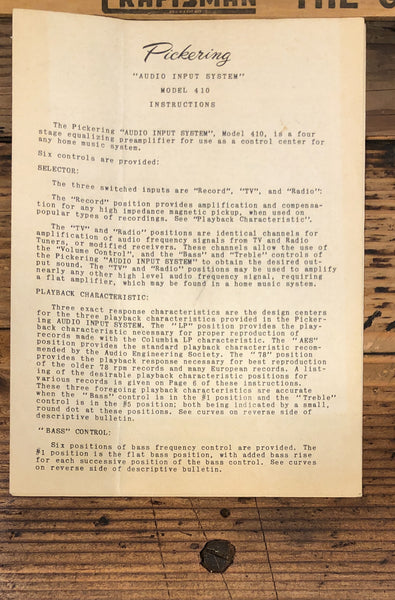 CRAFTSMAN THE
Pickering
"AUDIO INPUT SYSTEM"
MODEL 410
INSTRUCTIONS
The Pickering "AUDIO INPUT SYSTEM", Model 410, is a four
stage equalizing preamplifier for use as a control center for
any home music system.
Six controls are provided:
SELECTOR:
The three switched inputs are "Record", "TV", and "Radio":
The "Record" position provides amplification and compensa-
tion for any high impedance magnetic pickup, when used on
popular types of recordings. See "Playback Characteristic".
The "TV" and "Radio" positions are identical channels for
amplification of audio frequency signals from TV and Radio
Tuners, or modified receivers. These channels allow the use of
the "Volume Control", and the "Bass" and "Treble" controls of
the Pickering "AUDIO INPUT SYSTEM" to obtain the desired out-
put sound. The "TV" and "Radio" positions may be used to amplify
nearly any other high level audio frequency signal, requiring
a flat amplifier, which may be found in a home music system.
PLAYBACK CHARACTERISTIC:
Three exact response characteristics are the design centers
for the three playback characteristics provided in the Picker-
ing AUDIO INPUT SYSTEM. The "LP" position provides the play-
back characteristic necessary for proper reproduction of
records made with the Columbia LP characteristic. The "AES"
position provides the standard playback characteristic recom-
mended by the Audio Engineering Society. The "78" position
provides the playback response necessary for best reproduction
of the older 78 rpm records and many European records. A list-
ing of the desirable playback characteristic positions for
various records is given on Page 6 of these instructions.
These three foregoing playback characteristics are accurate
when the "Bass" control is in the #1 position and the "Treble"
control is in the #5 position; both being indicated by a small,
round dot at these positions. See curves on reverse side of
descriptive bulletin.
"BASS" CONTROL:
Six positions of bass frequency control are provided. The
#1 position is the flat bass position, with added bass rise
for each successive position of the bass control. See curves
on reverse side of descriptive bulletin.